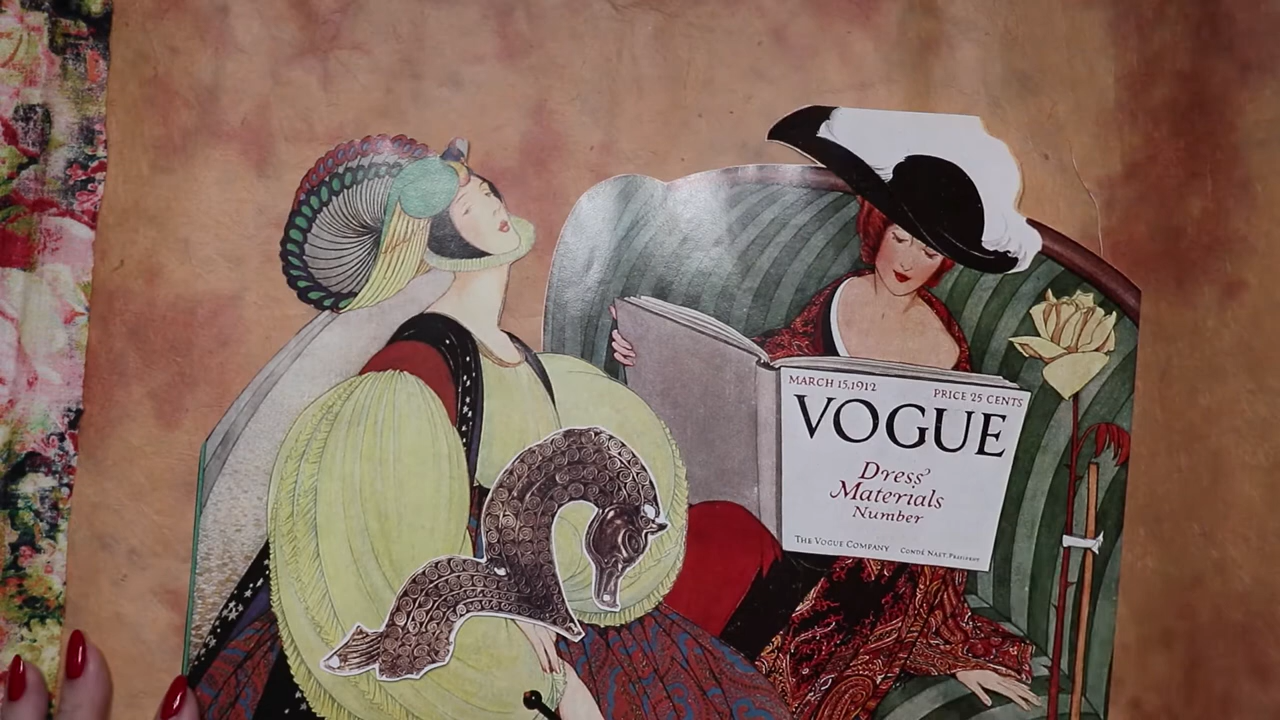 MARCH 15, 1912 PRICE 25 CENTS
VOGUE
Dress
Materials
Number
THE VOGUE COMPANY CONDÉ NAST, PRESIDENT